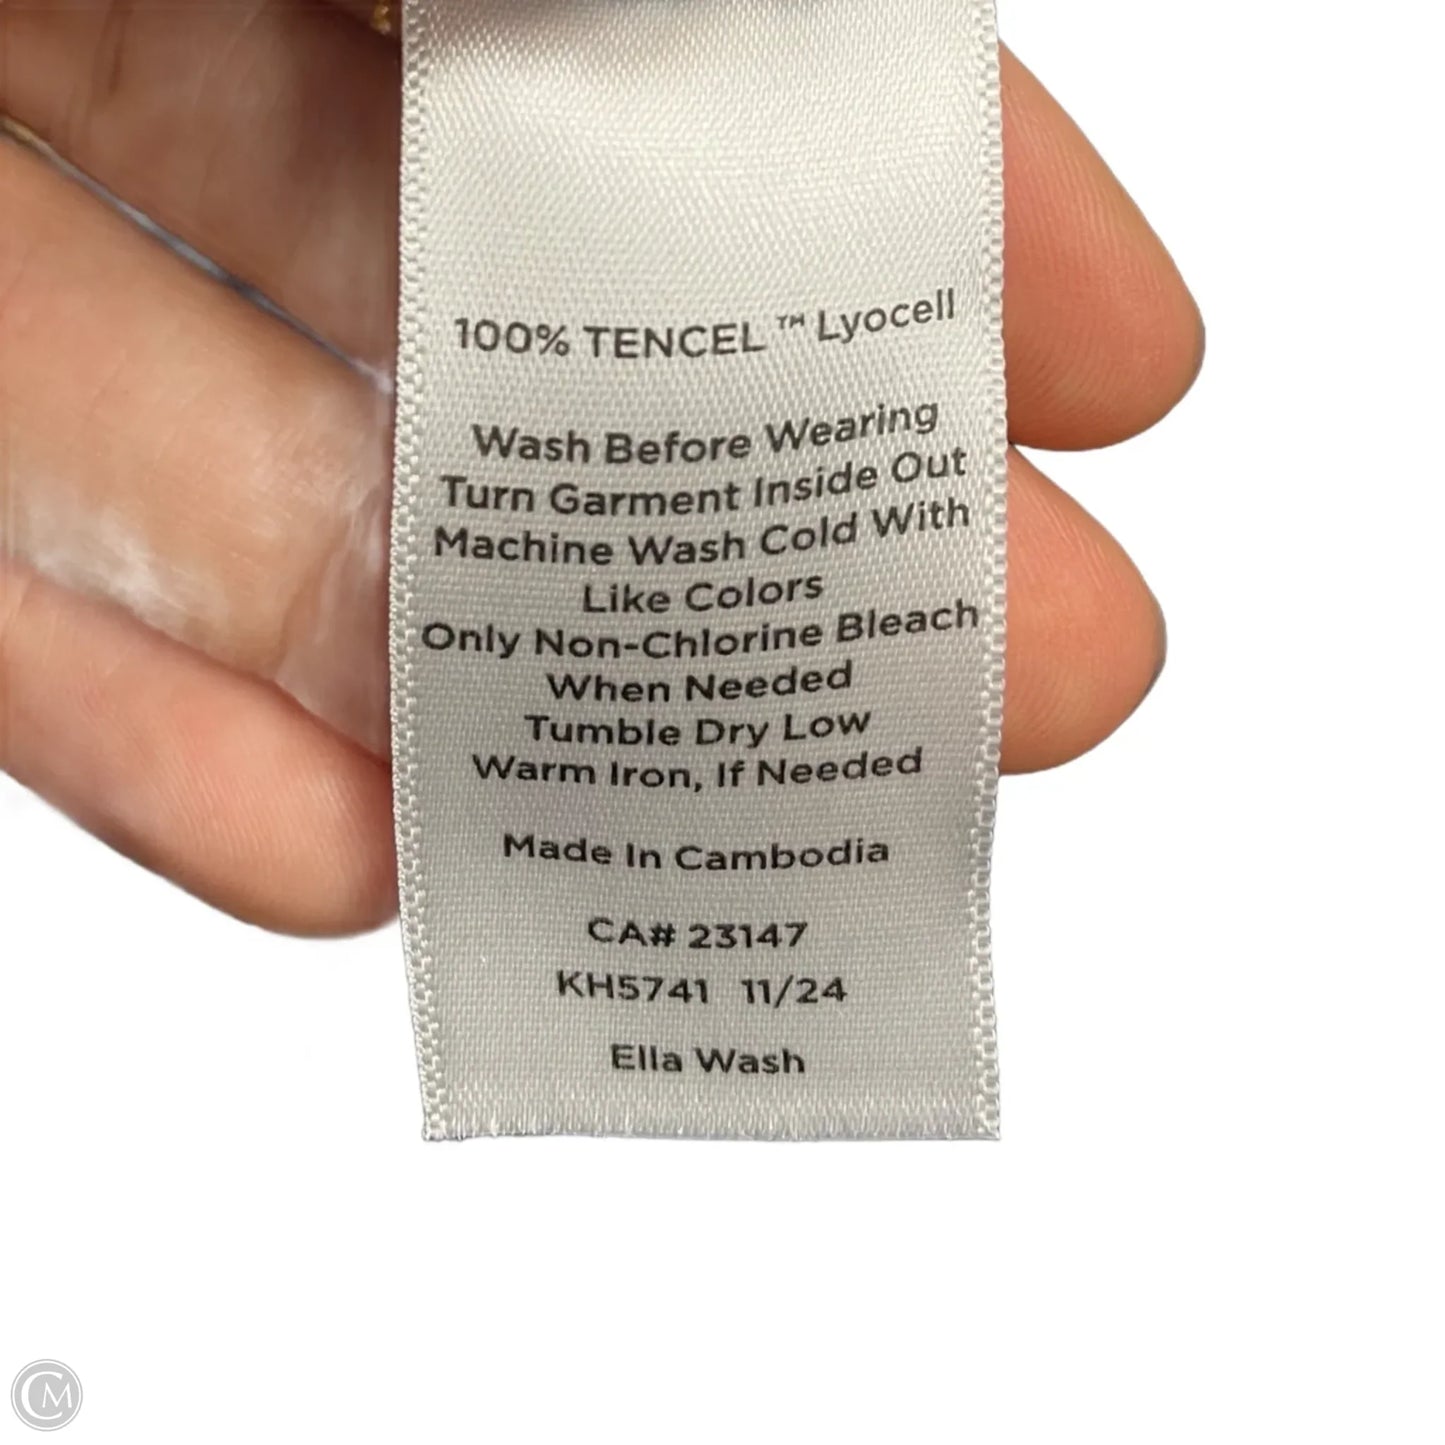 100% TENCEL™ Lyocell
Wash Before Wearing
Turn Garment Inside Out
Machine Wash Cold With
Like Colors
Only Non-Chlorine Bleach
When Needed
Tumble Dry Low
Warm Iron, If Needed
Made In Cambodia
CA# 23147
KH5741 11/24
Ella Wash
CM